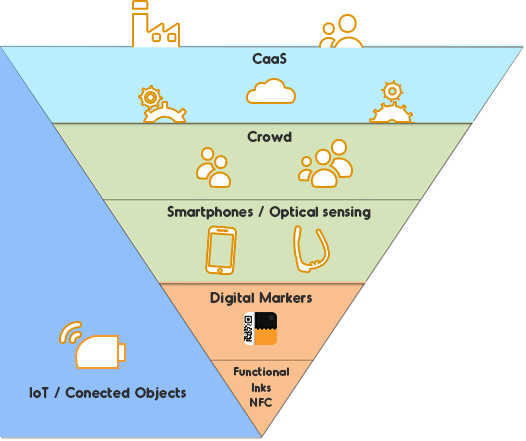 CaaS
Crowd
Smartphones / Optical sensing
Digital Markers
Functional
Inks
NFC
IoT / Conected Objects